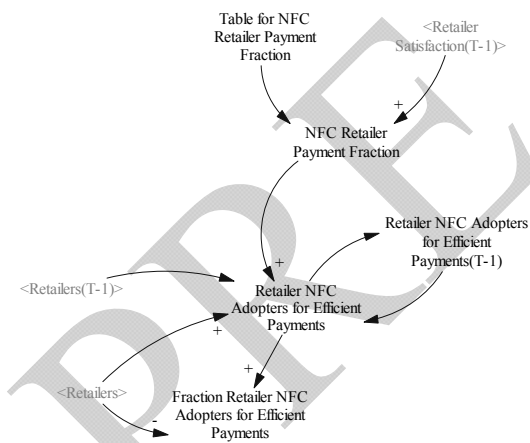 Table for NFC
Retailer Payment
Fraction
<Retailer
Satisfaction(T-1)>
+
NFC Retailer
Payment Fraction
Retailer NFC Adopters
for Efficient
Payments(T-1)
+
<Retailers(T-1)>
Retailer NFC
Adopters for Efficient
Payments
+
+
<Retailers>
Fraction Retailer NFC
Adopters for Efficient
Payments
-
PRE